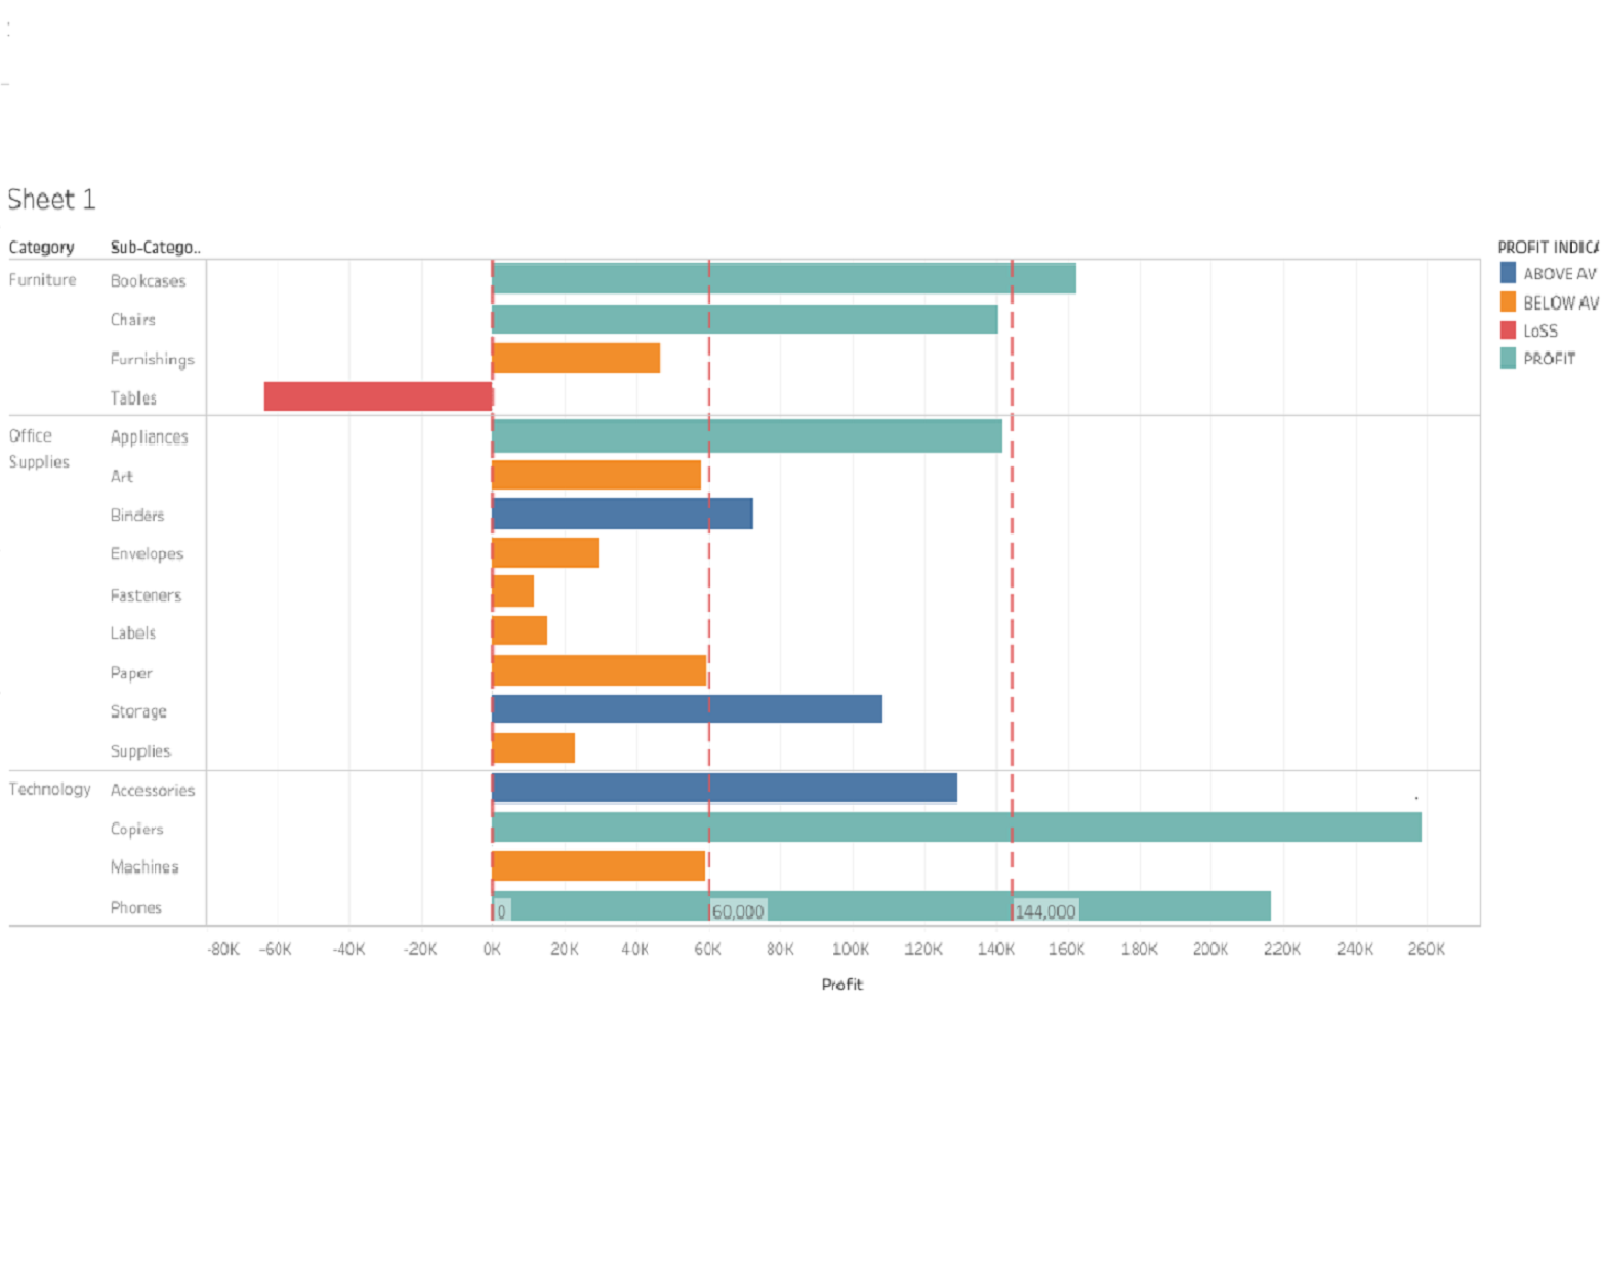 Sheet 1
Category Sub-Catego..
Furniture Bookcases
Chairs
Furnishings
Tables
Office Supplies Appliances
Art
Binders
Envelopes
Fasteners
Labels
Paper
Storage
Supplies
Technology Accessories
Copiers
Machines
Phones
0 60,000 144,000
-80K -60K -40K -20K 0K 20K 40K 60K 80K 100K 120K 140K 160K 180K 200K 220K 240K 260K
Profit
PROFIT INDICA
ABOVE AV
BELOW AV
LoSS
PROFIT